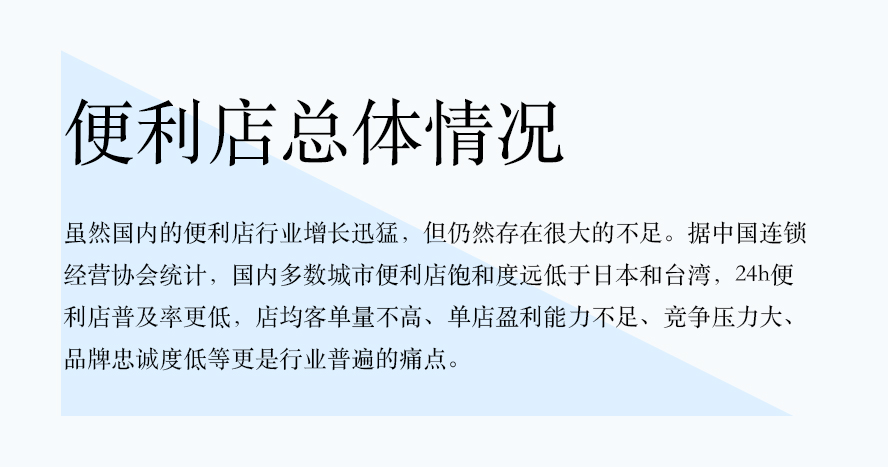 便利店总体情况
虽然国内的便利店行业增长迅猛，但仍然存在很大的不足。据中国连锁
经营协会统计，国内多数城市便利店饱和度远低于日本和台湾，24h便
利店普及率更低，店均客单量不高、单店盈利能力不足、竞争压力大、
品牌忠诚度低等更是行业普遍的痛点。